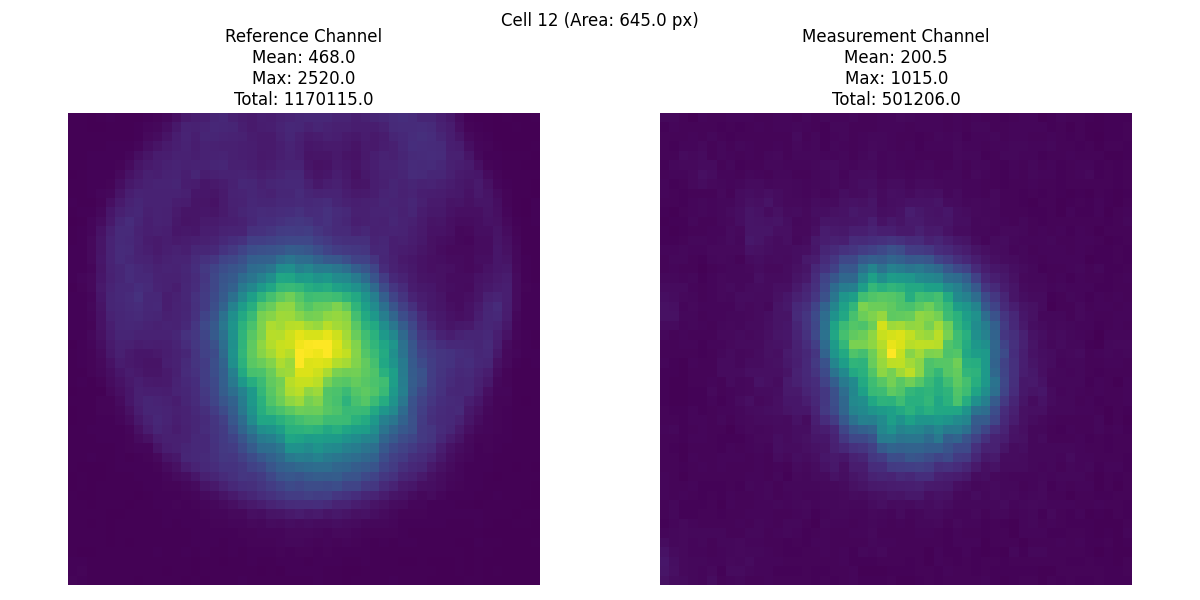 Cell 12 (Area: 645.0 px)
Reference Channel
Mean: 468.0
Max: 2520.0
Total: 1170115.0
Measurement Channel
Mean: 200.5
Max: 1015.0
Total: 501206.0